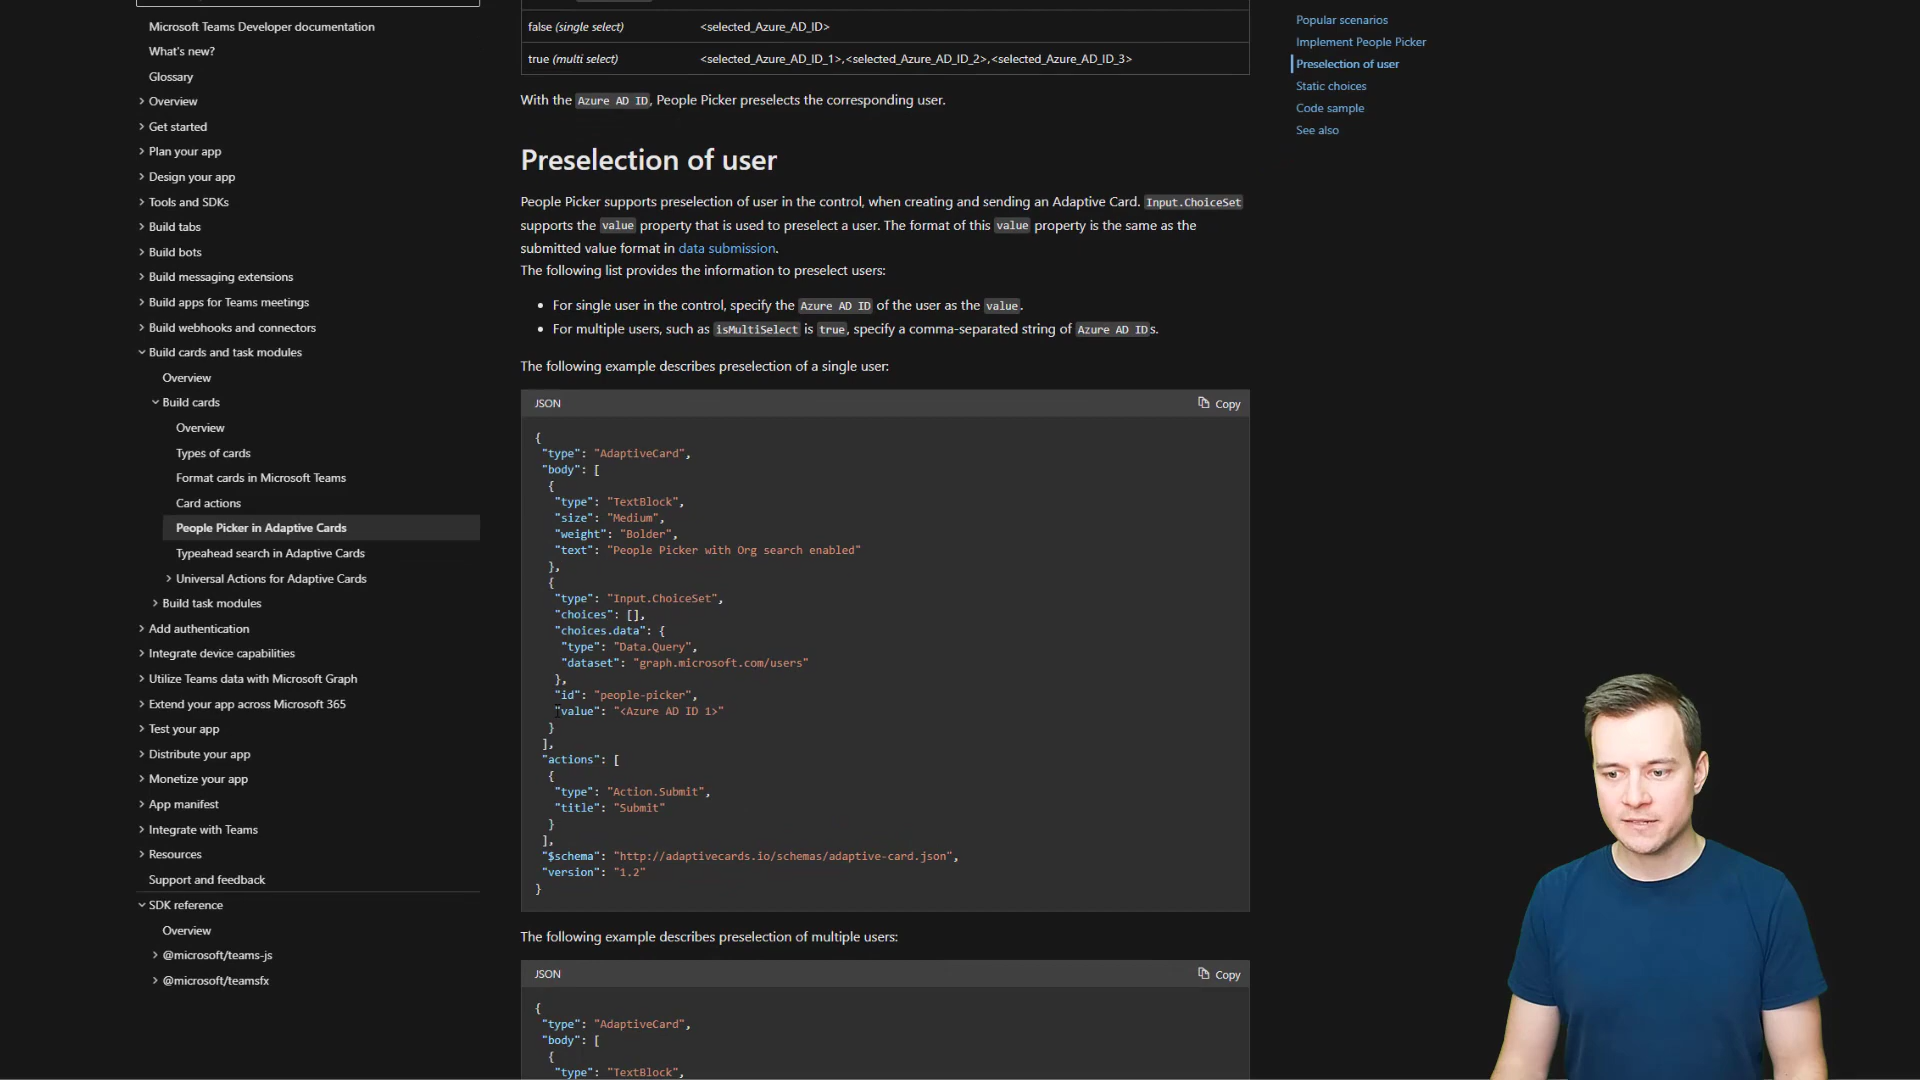 Microsoft Teams Developer documentation
What's new?
Glossary
Overview
Get started
Plan your app
Design your app
Tools and SDKs
Build tabs
Build bots
Build messaging extensions
Build apps for Teams meetings
Build webhooks and connectors
Build cards and task modules
Overview
Build cards
Overview
Types of cards
Format cards in Microsoft Teams
Card actions
People Picker in Adaptive Cards
Typeahead search in Adaptive Cards
Universal Actions for Adaptive Cards
Build task modules
Add authentication
Integrate device capabilities
Utilize Teams data with Microsoft Graph
Extend your app across Microsoft 365
Test your app
Distribute your app
Monetize your app
App manifest
Integrate with Teams
Resources
Support and feedback
SDK reference
Overview
@microsoft/teams-js
@microsoft/teamsfx
false (single select) <selected_Azure_AD_ID>
true (multi select) <selected_Azure_AD_ID_1>,<selected_Azure_AD_ID_2>,<selected_Azure_AD_ID_3>
With the Azure AD ID, People Picker preselects the corresponding user.
Preselection of user
People Picker supports preselection of user in the control, when creating and sending an Adaptive Card. Input.ChoiceSet
supports the value property that is used to preselect a user. The format of this value property is the same as the
submitted value format in data submission.
The following list provides the information to preselect users:
• For single user in the control, specify the Azure AD ID of the user as the value.
• For multiple users, such as isMultiSelect is true, specify a comma-separated string of Azure AD IDs.
The following example describes preselection of a single user:
JSON Copy
{
"type": "AdaptiveCard",
"body": [
{
"type": "TextBlock",
"size": "Medium",
"weight": "Bolder",
"text": "People Picker with Org search enabled"
},
{
"type": "Input.ChoiceSet",
"choices": [],
"choices.data": {
"type": "Data.Query",
"dataset": "graph.microsoft.com/users"
},
"id": "people-picker",
"value": "<Azure AD ID 1>"
}
],
"actions": [
{
"type": "Action.Submit",
"title": "Submit"
}
],
"$schema": "http://adaptivecards.io/schemas/adaptive-card.json",
"version": "1.2"
}
The following example describes preselection of multiple users:
JSON Copy
{
"type": "AdaptiveCard",
"body": [
{
"type": "TextBlock",
Popular scenarios
Implement People Picker
Preselection of user
Static choices
Code sample
See also